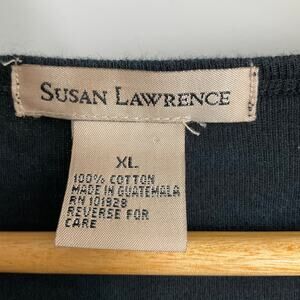 SUSAN LAWRENCE
XL
100% COTTON
MADE IN GUATEMALA
RN 101928
REVERSE FOR
CARE